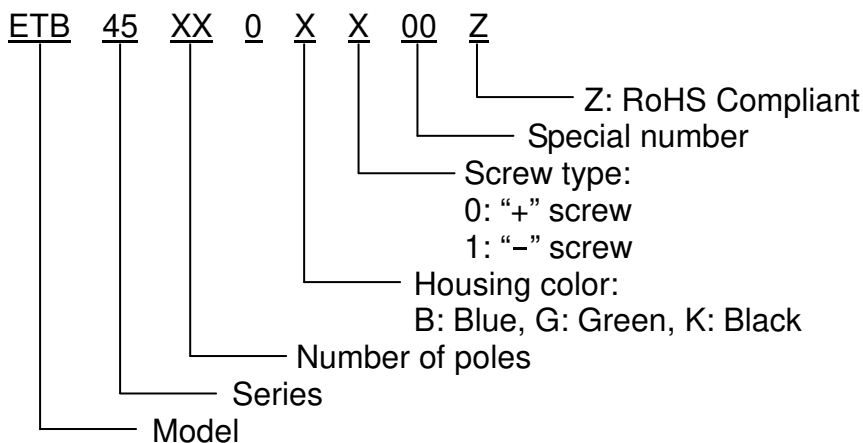 ETB 45 XX 0 X X 00 Z
Z: RoHS Compliant
Special number
Screw type:
0: “+” screw
1: “−” screw
Housing color:
B: Blue, G: Green, K: Black
Number of poles
Series
Model